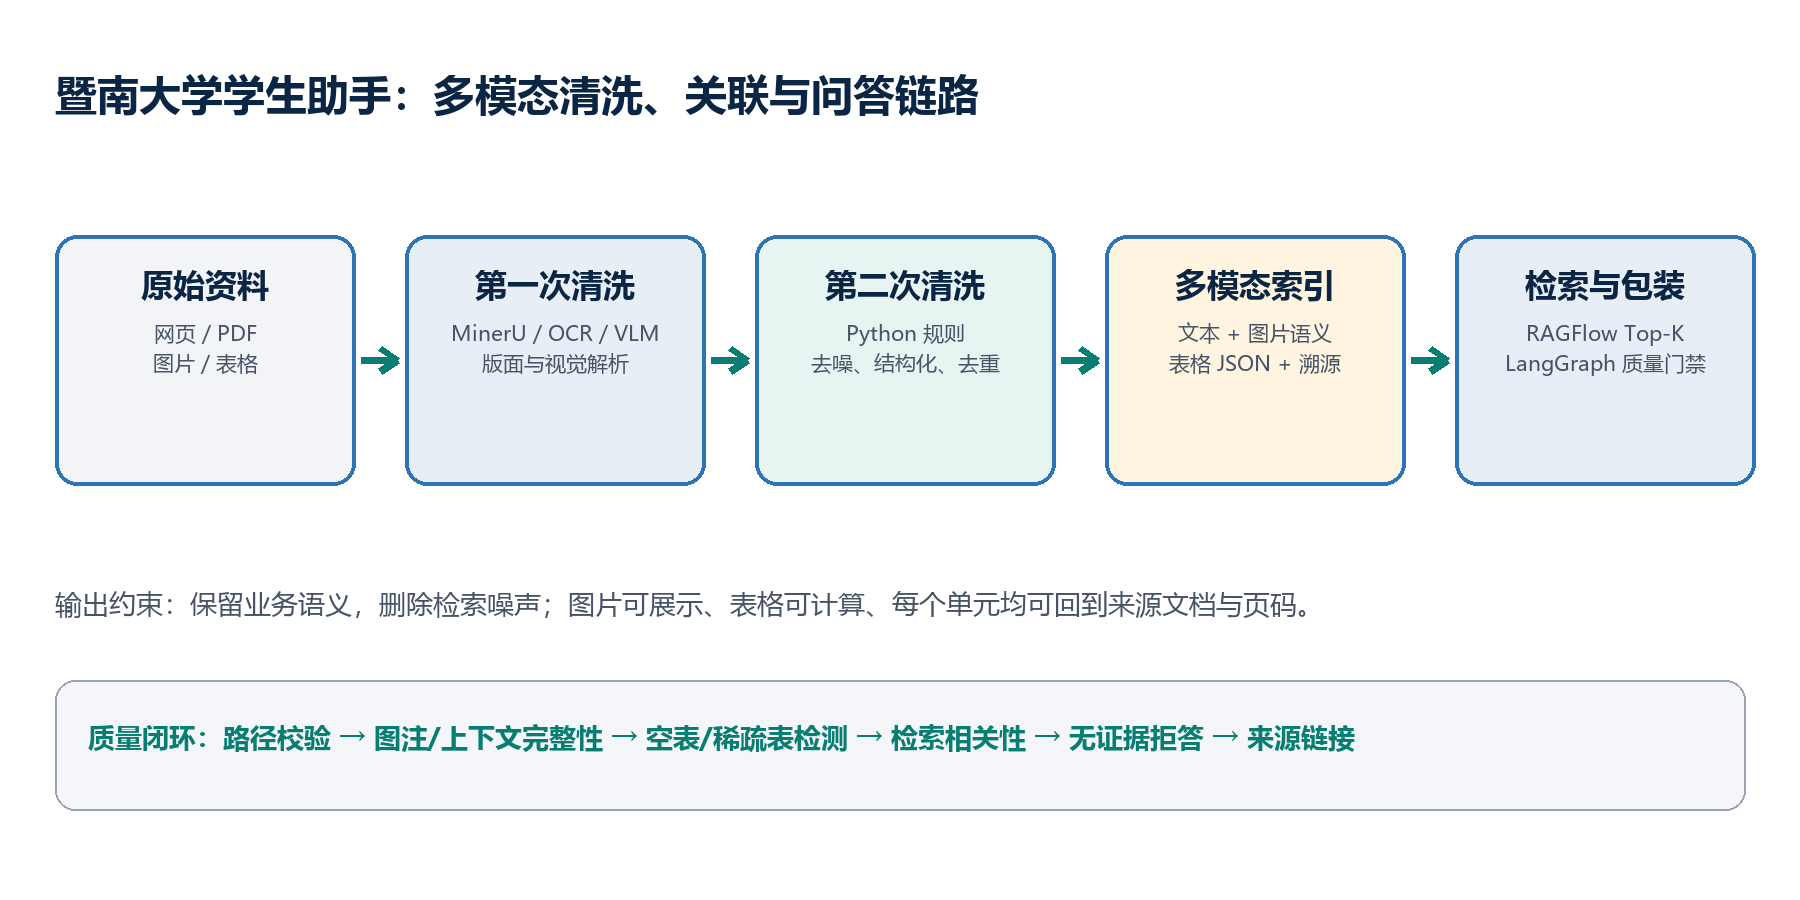 暨南大学学生助手：多模态清洗、关联与问答链路
原始资料
网页 / PDF
图片 / 表格
第一次清洗
MinerU / OCR / VLM
版面与视觉解析
第二次清洗
Python 规则
去噪、结构化、去重
多模态索引
文本 + 图片语义
表格 JSON + 溯源
检索与包装
RAGFlow Top-K
LangGraph 质量门禁
输出约束：保留业务语义，删除检索噪声；图片可展示、表格可计算、每个单元均可回到来源文档与页码。
质量闭环：路径校验 → 图注/上下文完整性 → 空表/稀疏表检测 → 检索相关性 → 无证据拒答 → 来源链接